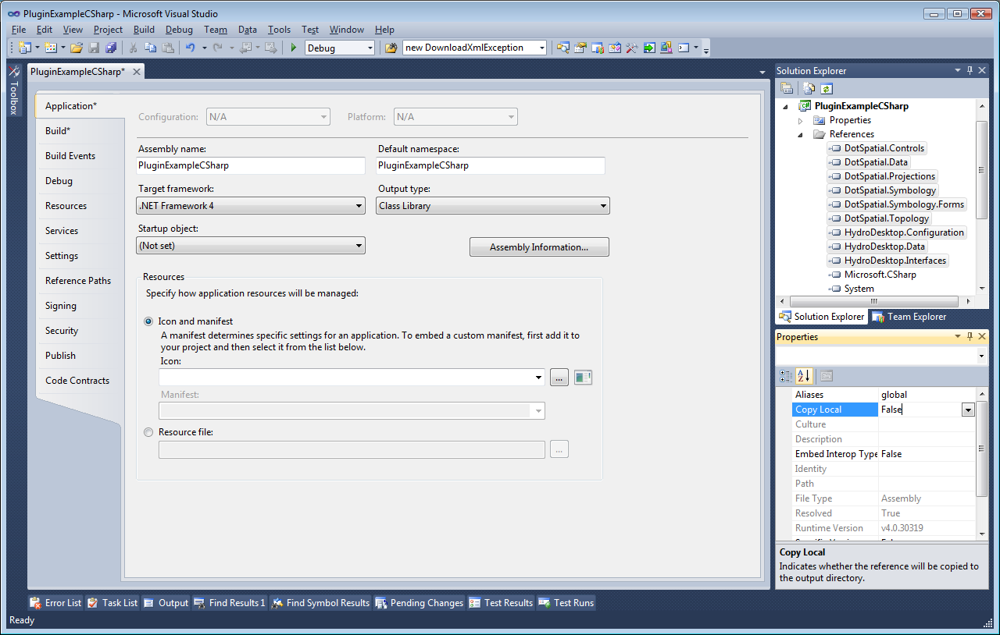 PluginExampleCSharp - Microsoft Visual Studio
File Edit View Project Build Debug Team Data Tools Test Window Help
Debug new DownloadXmlException
Toolbox
PluginExampleCSharp*
Application*
Build*
Build Events
Debug
Resources
Services
Settings
Reference Paths
Signing
Security
Publish
Code Contracts
Configuration: N/A Platform: N/A
Assembly name: Default namespace:
PluginExampleCSharp PluginExampleCSharp
Target framework: Output type:
.NET Framework 4 Class Library
Startup object:
(Not set) Assembly Information...
Resources
Specify how application resources will be managed:
Icon and manifest
A manifest determines specific settings for an application. To embed a custom manifest, first add it to
your project and then select it from the list below.
Icon:
...
Manifest:
Resource file:
...
Solution Explorer
PluginExampleCSharp
Properties
References
DotSpatial.Controls
DotSpatial.Data
DotSpatial.Projections
DotSpatial.Symbology
DotSpatial.Symbology.Forms
DotSpatial.Topology
HydroDesktop.Configuration
HydroDesktop.Data
HydroDesktop.Interfaces
Microsoft.CSharp
System
Solution Explorer Team Explorer
Properties
Aliases global
Copy Local False
Culture
Description
Embed Interop Type False
Identity
Path
File Type Assembly
Resolved True
Runtime Version v4.0.30319
Copy Local
Indicates whether the reference will be copied to
the output directory.
Error List Task List Output Find Results 1 Find Symbol Results Pending Changes Test Results Test Runs
Ready